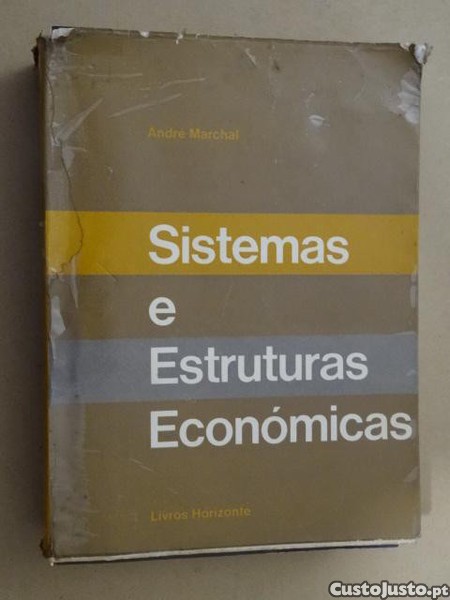 André Marchal
Sistemas
e
Estruturas
Económicas
Livros Horizonte
CustoJusto.pt